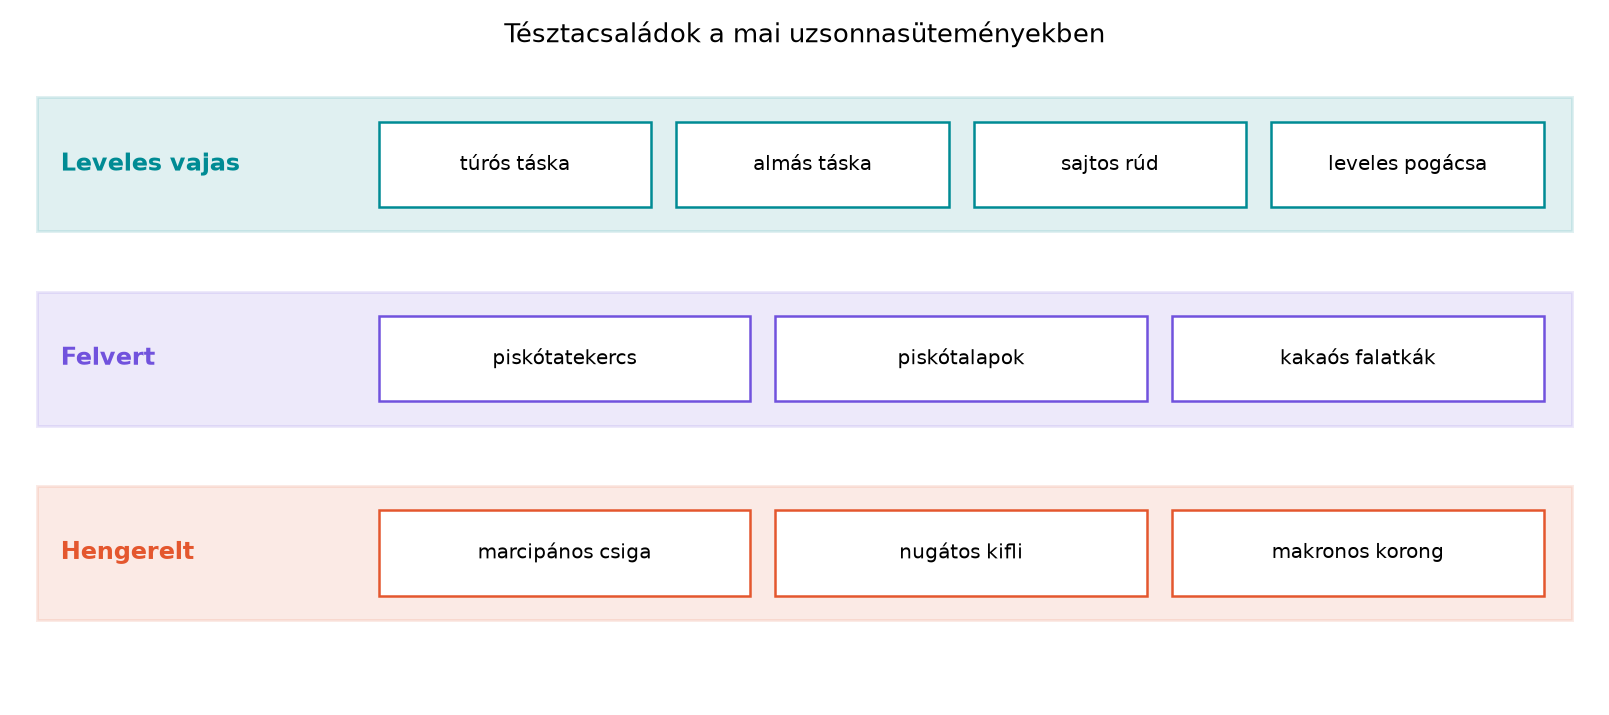 Tésztacsaládok a mai uzsonnasüteményekben
Leveles vajas
túrós táska
almás táska
sajtos rúd
leveles pogácsa
Felvert
piskótatekercs
piskótalapok
kakaós falatkák
Hengerelt
marcipános csiga
nugátos kifli
makronos korong